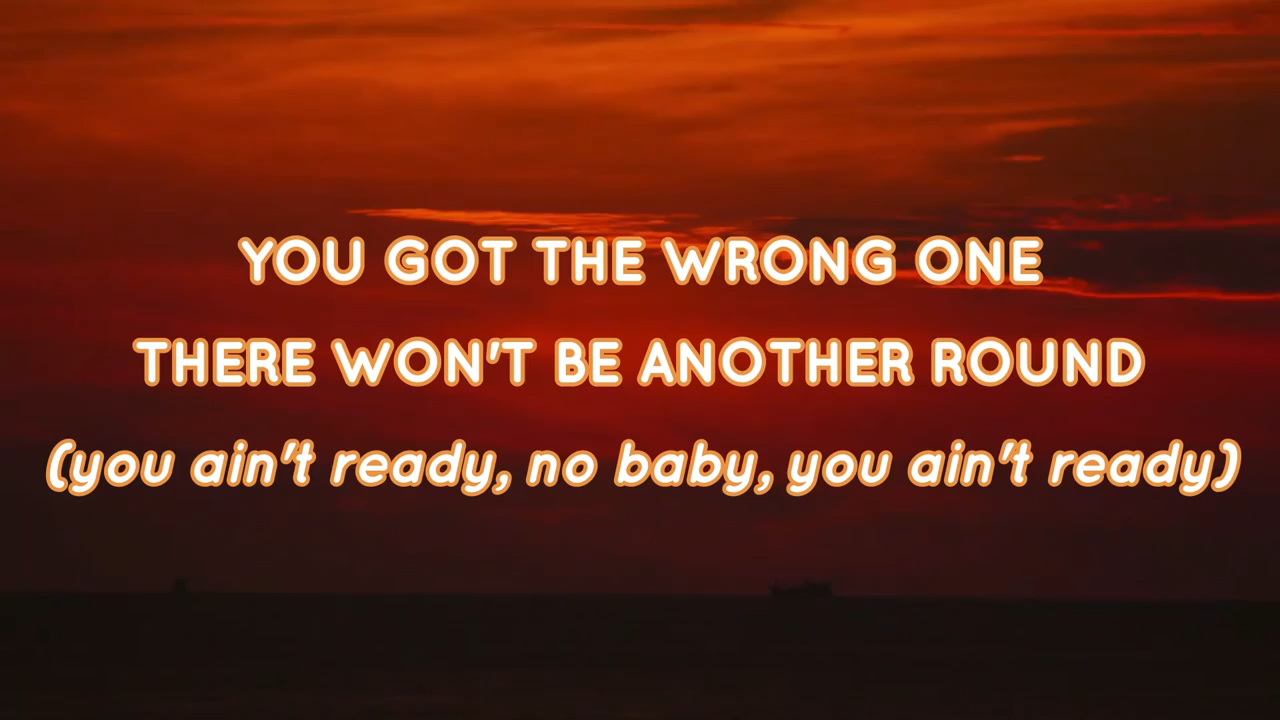 YOU GOT THE WRONG ONE
THERE WON'T BE ANOTHER ROUND
(you ain't ready, no baby, you ain't ready)